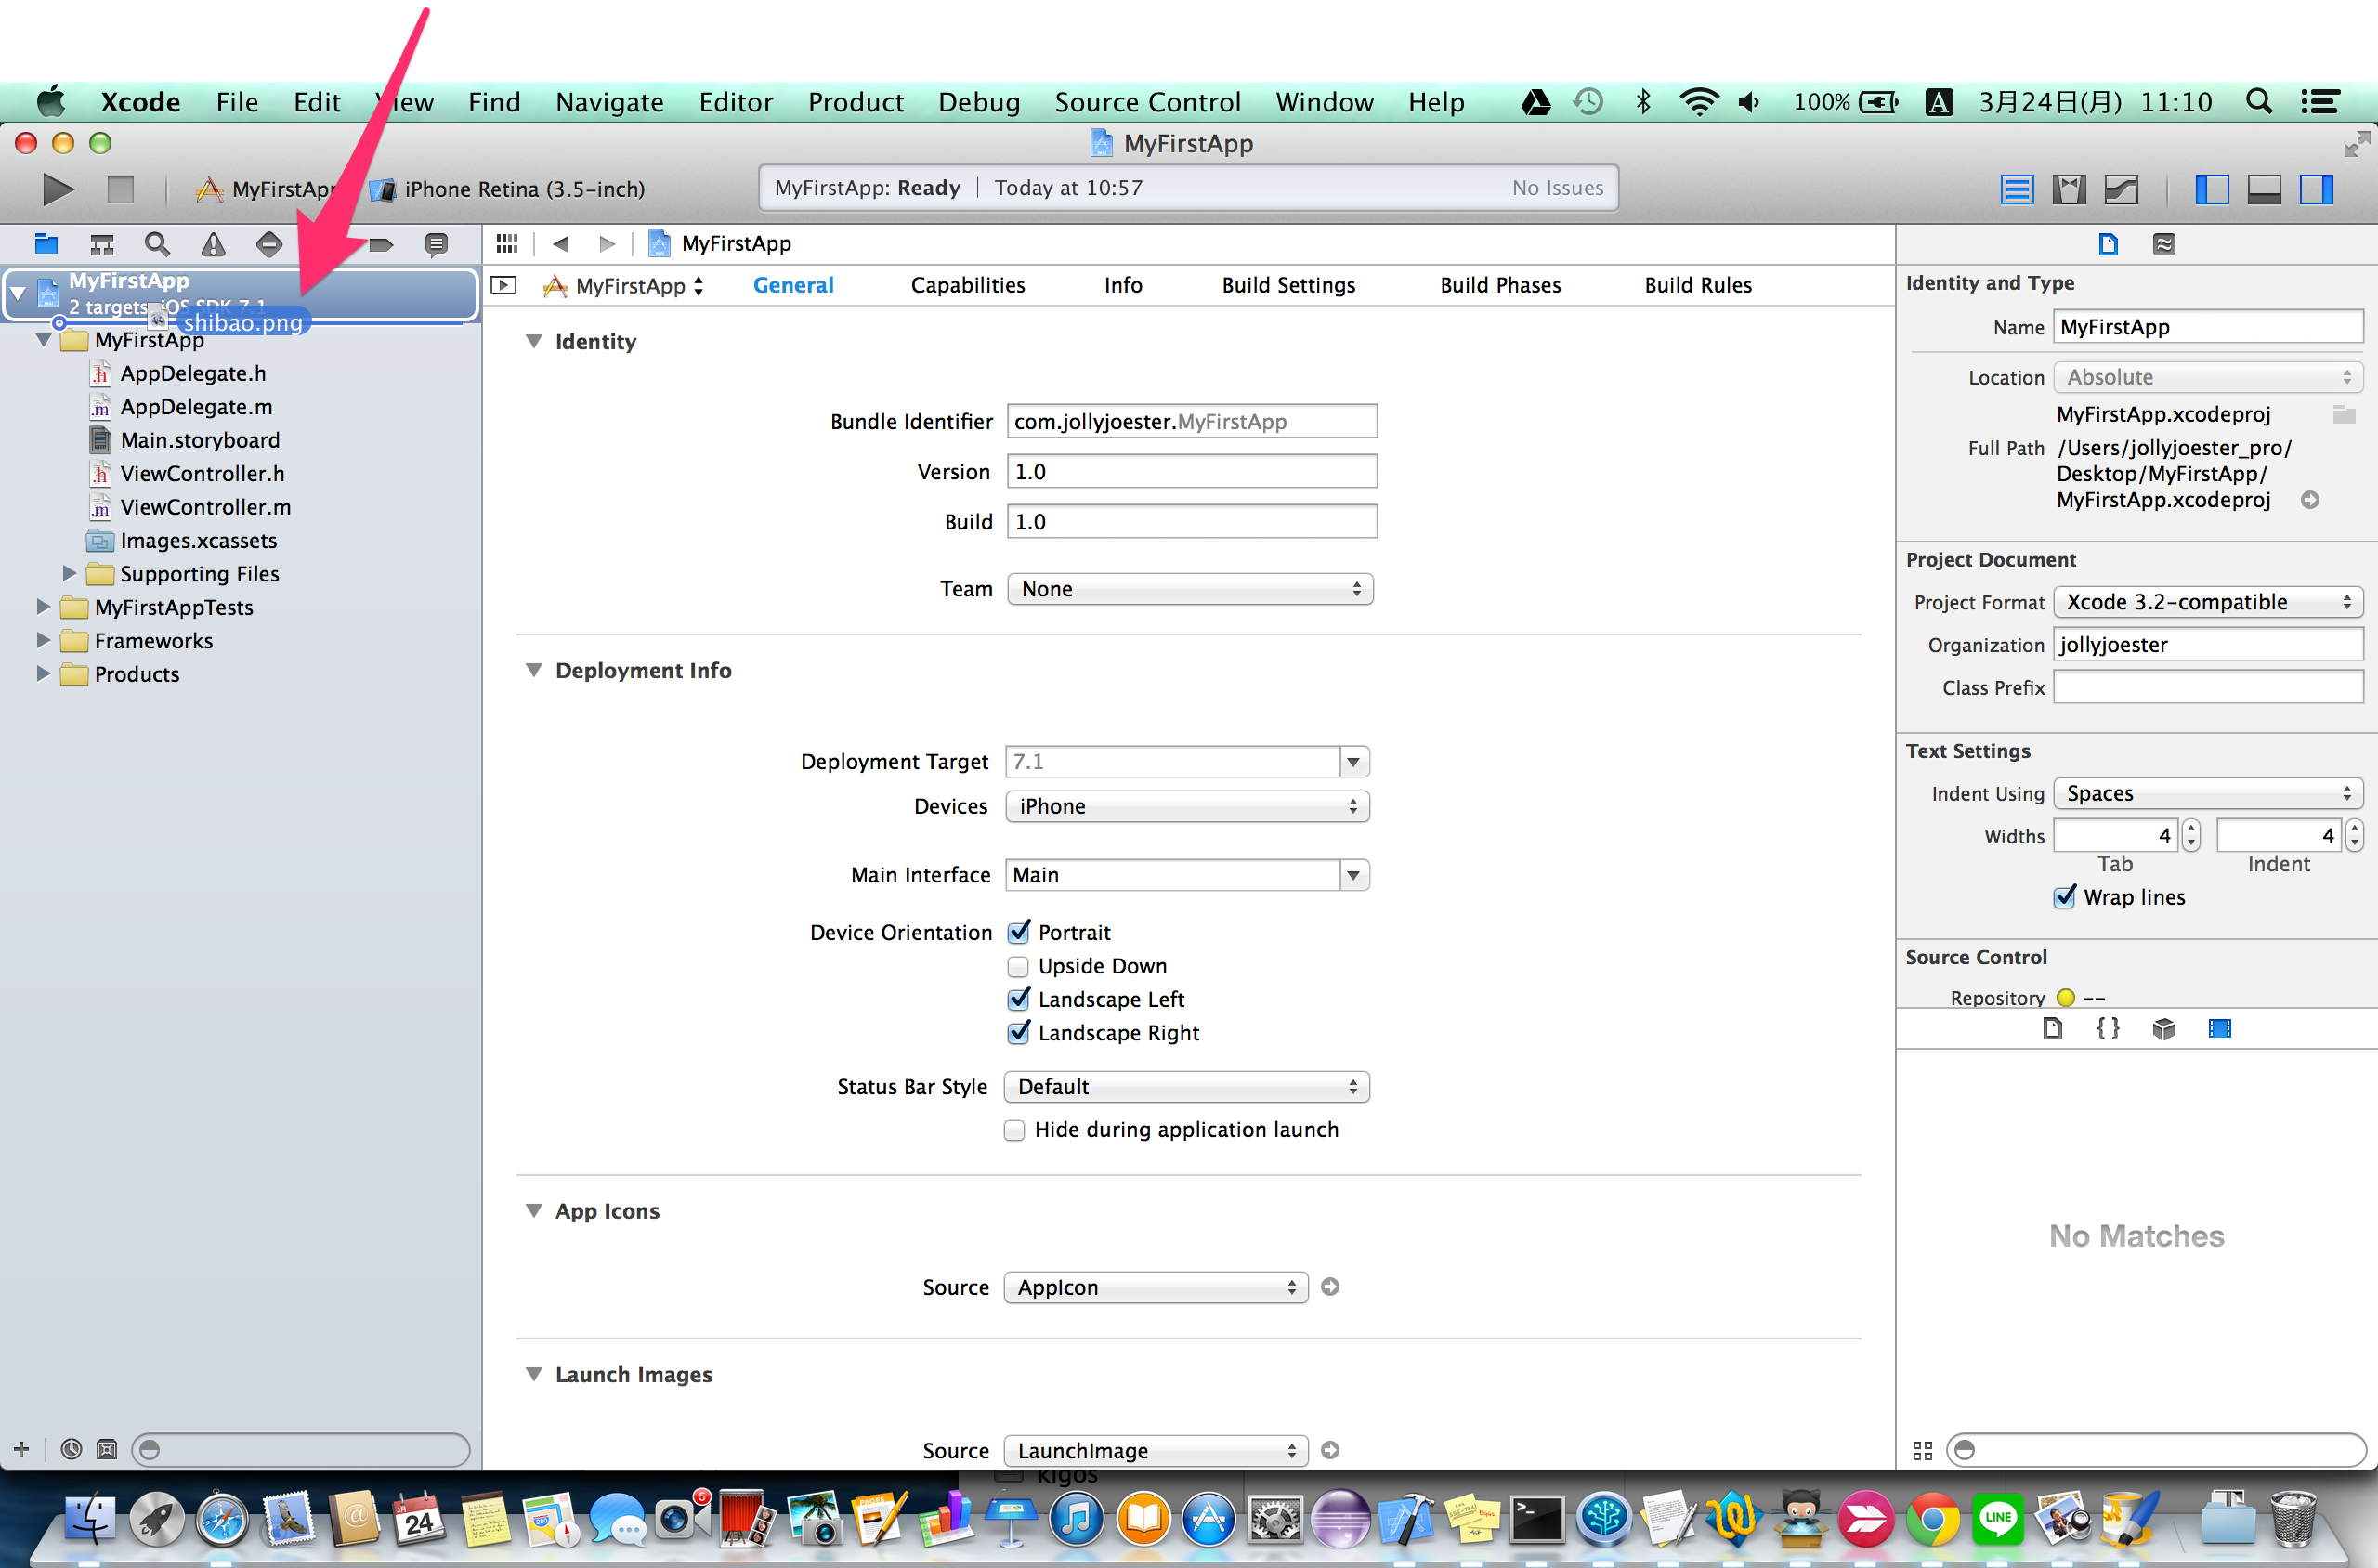 Xcode File Edit View Find Navigate Editor Product Debug Source Control Window Help 100% A 3月24日(月) 11:10
MyFirstApp
MyFirstApp iPhone Retina (3.5-inch)
MyFirstApp: Ready Today at 10:57 No Issues
MyFirstApp
MyFirstApp
2 targets, iOS SDK 7.1
shibao.png
MyFirstApp
AppDelegate.h
AppDelegate.m
Main.storyboard
ViewController.h
ViewController.m
Images.xcassets
Supporting Files
MyFirstAppTests
Frameworks
Products
MyFirstApp General Capabilities Info Build Settings Build Phases Build Rules
Identity
Bundle Identifier com.jollyjoester.MyFirstApp
Version 1.0
Build 1.0
Team None
Deployment Info
Deployment Target 7.1
Devices iPhone
Main Interface Main
Device Orientation Portrait
Upside Down
Landscape Left
Landscape Right
Status Bar Style Default
Hide during application launch
App Icons
Source AppIcon
Launch Images
Source LaunchImage
Identity and Type
Name MyFirstApp
Location Absolute
MyFirstApp.xcodeproj
Full Path /Users/jollyjoester_pro/
Desktop/MyFirstApp/
MyFirstApp.xcodeproj
Project Document
Project Format Xcode 3.2-compatible
Organization jollyjoester
Class Prefix
Text Settings
Indent Using Spaces
Widths 4 4
Tab Indent
Wrap lines
Source Control
Repository --
No Matches
kigos
5
24
PAGES
LINE